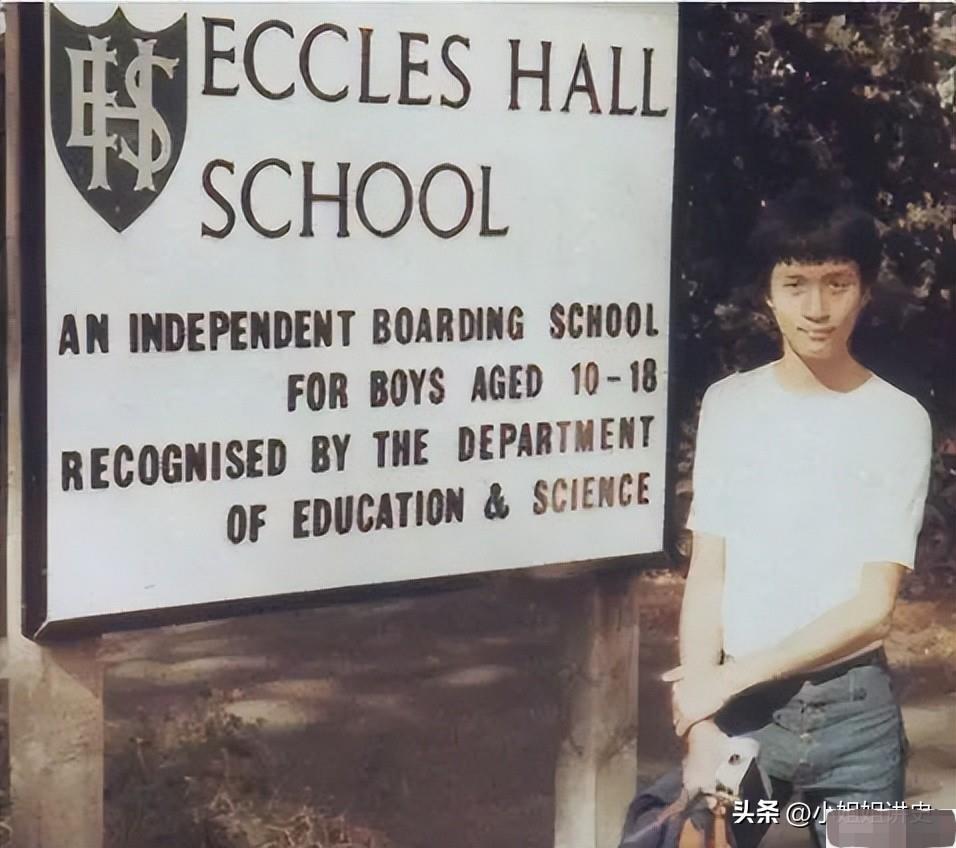 EHS
ECCLES HALL
SCHOOL
AN INDEPENDENT BOARDING SCHOOL
FOR BOYS AGED 10-18
RECOGNISED BY THE DEPARTMENT
OF EDUCATION & SCIENCE
头条 @小姐姐讲史